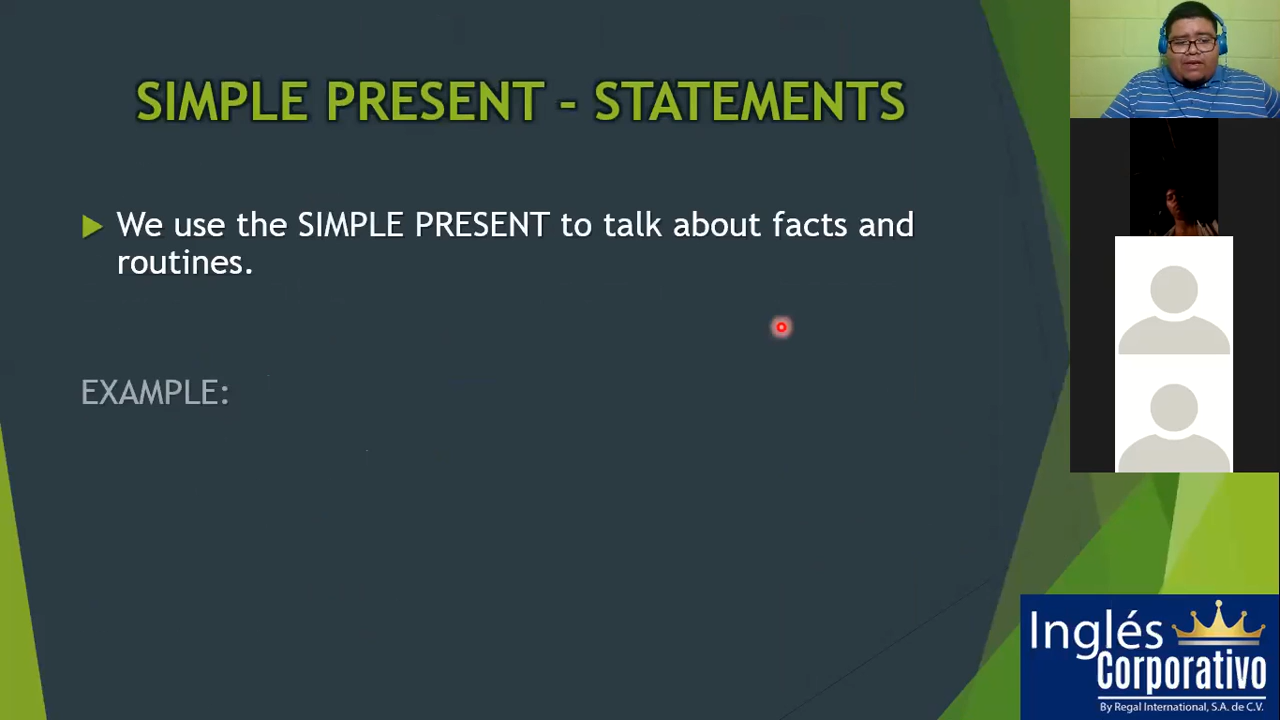 SIMPLE PRESENT - STATEMENTS
We use the SIMPLE PRESENT to talk about facts and
routines.
EXAMPLE:
Inglés
Corporativo
By Regal International, S.A. de C.V.